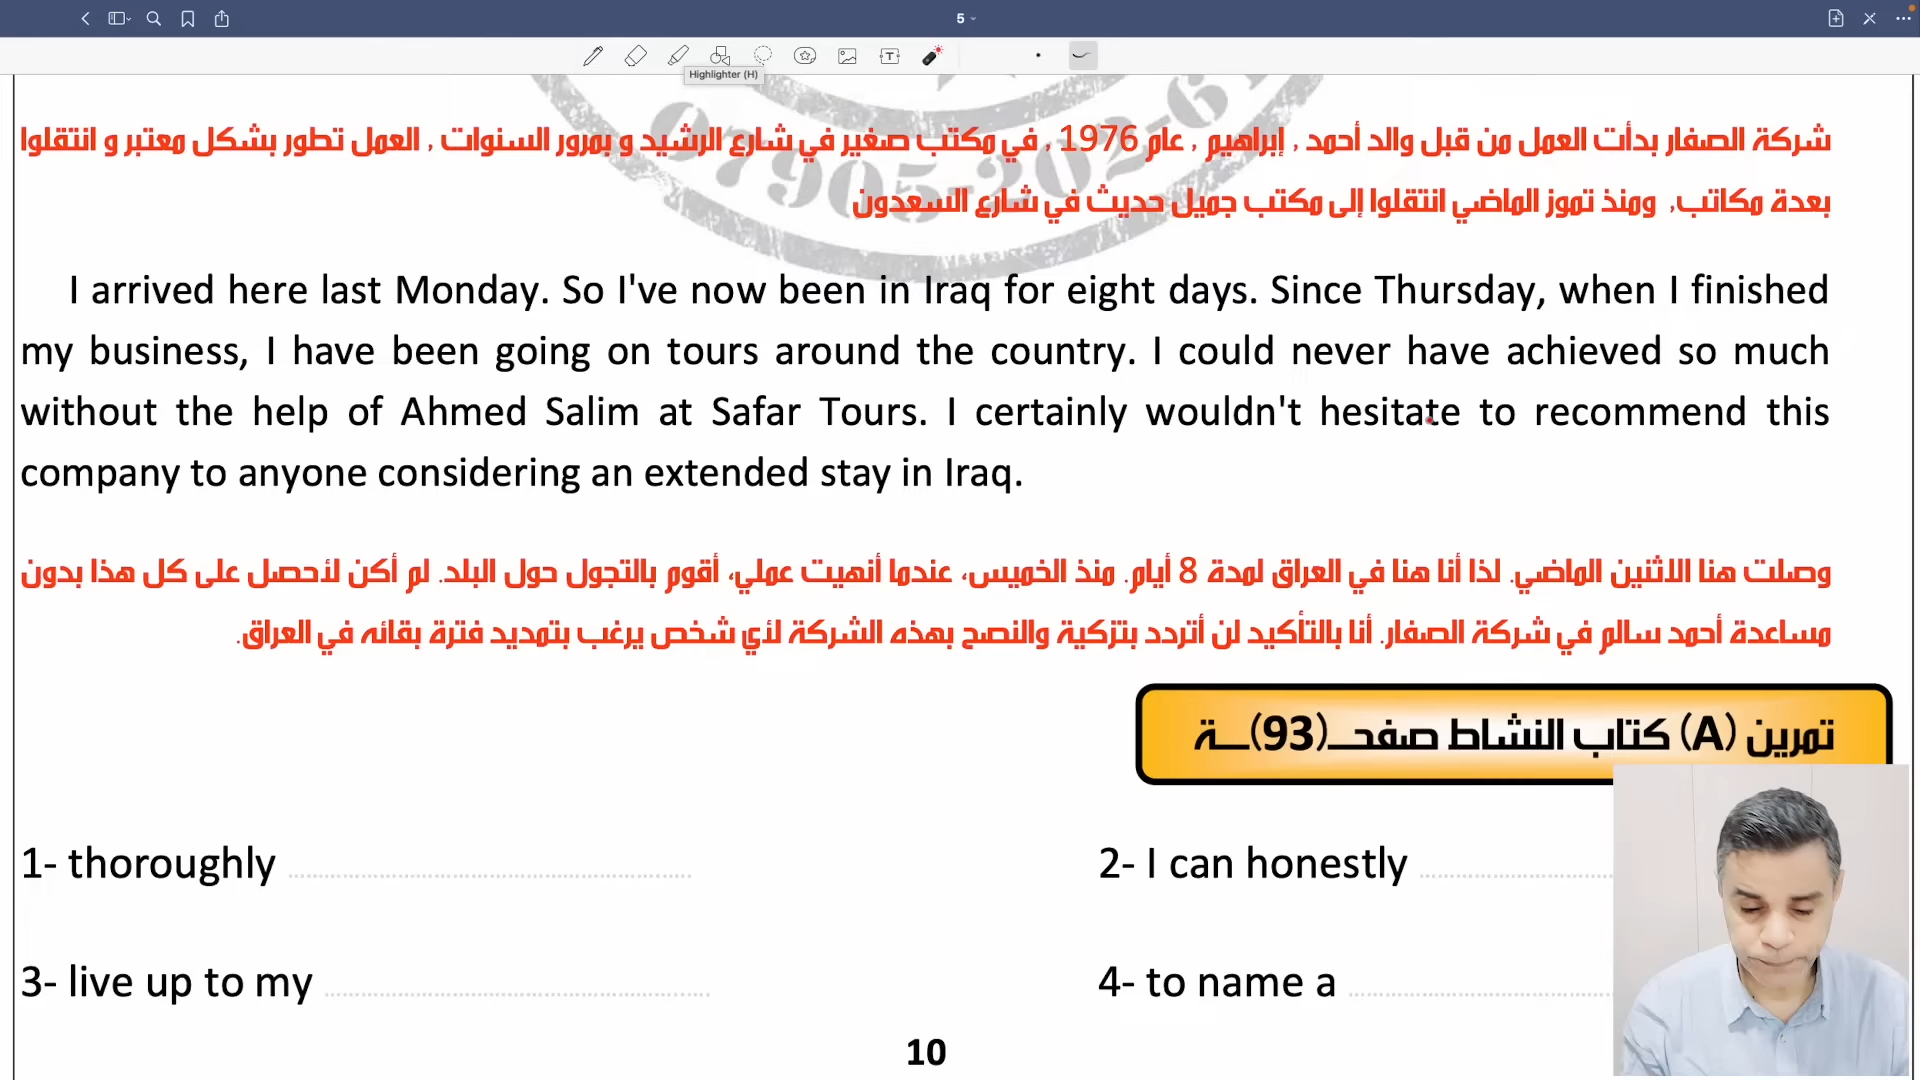 5
Highlighter (H)
07905-202-6
شركة الصفار بدأت العمل من قبل والد أحمد , إبراهيم , عام 1976 , في مكتب صغير في شارع الرشيد و بمرور السنوات , العمل تطور بشكل معتبر و انتقلوا
بعدة مكاتب, ومنذ تموز الماضي انتقلوا إلى مكتب جميل حديث في شارع السعدون
I arrived here last Monday. So I've now been in Iraq for eight days. Since Thursday, when I finished
my business, I have been going on tours around the country. I could never have achieved so much
without the help of Ahmed Salim at Safar Tours. I certainly wouldn't hesitate to recommend this
company to anyone considering an extended stay in Iraq.
وصلت هنا الاثنين الماضي. لذا أنا هنا في العراق لمدة 8 أيام. منذ الخميس، عندما أنهيت عملي، أقوم بالتجول حول البلد. لم أكن لأحصل على كل هذا بدون
مساعدة أحمد سالم في شركة الصفار. أنا بالتأكيد لن أتردد بتزكية والنصح بهذه الشركة لأي شخص يرغب بتمديد فترة بقائه في العراق.
تمرين (A) كتاب النشاط صفحـ(93)ـة
1- thoroughly ........................................
2- I can honestly ....................
3- live up to my ........................................
4- to name a ............................
10